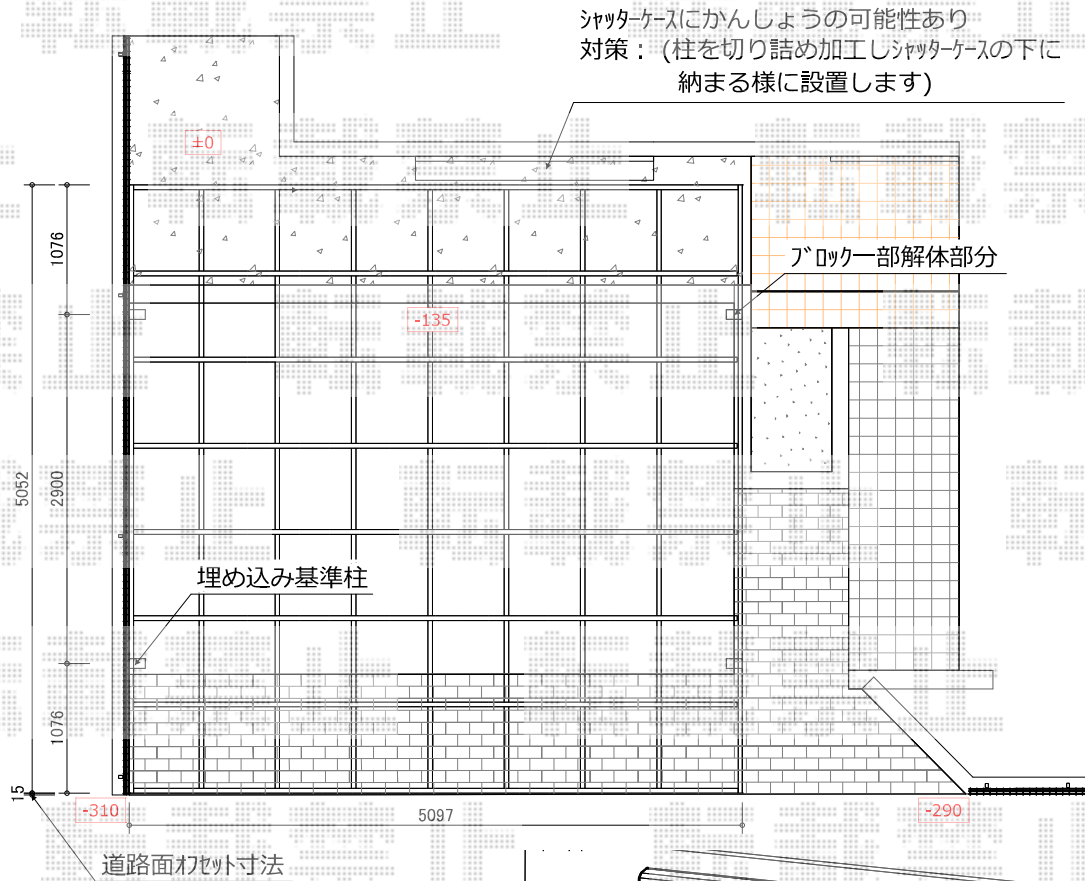 シャッターケースにかんしょうの可能性あり
対策：（柱を切り詰め加工しシャッターケースの下に
納まる様に設置します）
±0
1076
ブロック一部解体部分
-135
5052
2900
埋め込み基準柱
1076
15
-310
5097
-290
道路面オフセット寸法